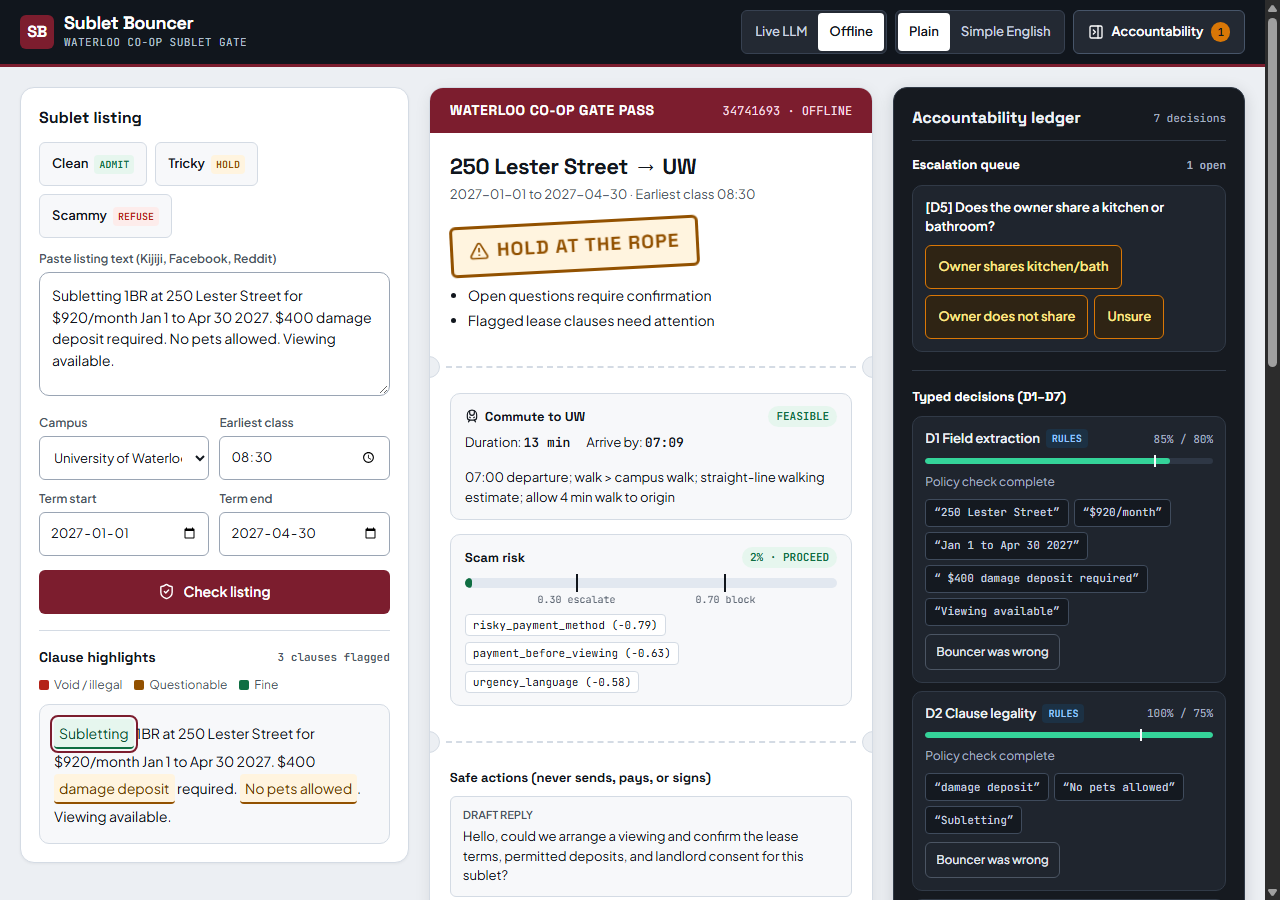 SB
Sublet Bouncer
WATERLOO CO-OP SUBLET GATE
Live LLM
Offline
Plain
Simple English
Accountability
1
Sublet listing
Clean ADMIT
Tricky HOLD
Scammy REFUSE
Paste listing text (Kijiji, Facebook, Reddit)
Subletting 1BR at 250 Lester Street for
$920/month Jan 1 to Apr 30 2027. $400 damage
deposit required. No pets allowed. Viewing
available.
Campus
Earliest class
University of Waterlo
08:30
Term start
Term end
2027-01-01
2027-04-30
Check listing
Clause highlights
3 clauses flagged
Void / illegal
Questionable
Fine
Subletting 1BR at 250 Lester Street for
$920/month Jan 1 to Apr 30 2027. $400
damage deposit required. No pets allowed .
Viewing available.
WATERLOO CO-OP GATE PASS
34741693 · OFFLINE
250 Lester Street → UW
2027-01-01 to 2027-04-30 · Earliest class 08:30
HOLD AT THE ROPE
• Open questions require confirmation
• Flagged lease clauses need attention
Commute to UW
FEASIBLE
Duration: 13 min Arrive by: 07:09
07:00 departure; walk > campus walk; straight-line walking
estimate; allow 4 min walk to origin
Scam risk
2% · PROCEED
0.30 escalate
0.70 block
risky_payment_method (-0.79)
payment_before_viewing (-0.63)
urgency_language (-0.58)
Safe actions (never sends, pays, or signs)
DRAFT REPLY
Hello, could we arrange a viewing and confirm the lease
terms, permitted deposits, and landlord consent for this
sublet?
Accountability ledger
7 decisions
Escalation queue
1 open
[D5] Does the owner share a kitchen or
bathroom?
Owner shares kitchen/bath
Owner does not share
Unsure
Typed decisions (D1–D7)
D1 Field extraction RULES
85% / 80%
Policy check complete
“250 Lester Street”
“$920/month”
“Jan 1 to Apr 30 2027”
“ $400 damage deposit required”
“Viewing available”
Bouncer was wrong
D2 Clause legality RULES
100% / 75%
Policy check complete
“damage deposit”
“No pets allowed”
“Subletting”
Bouncer was wrong